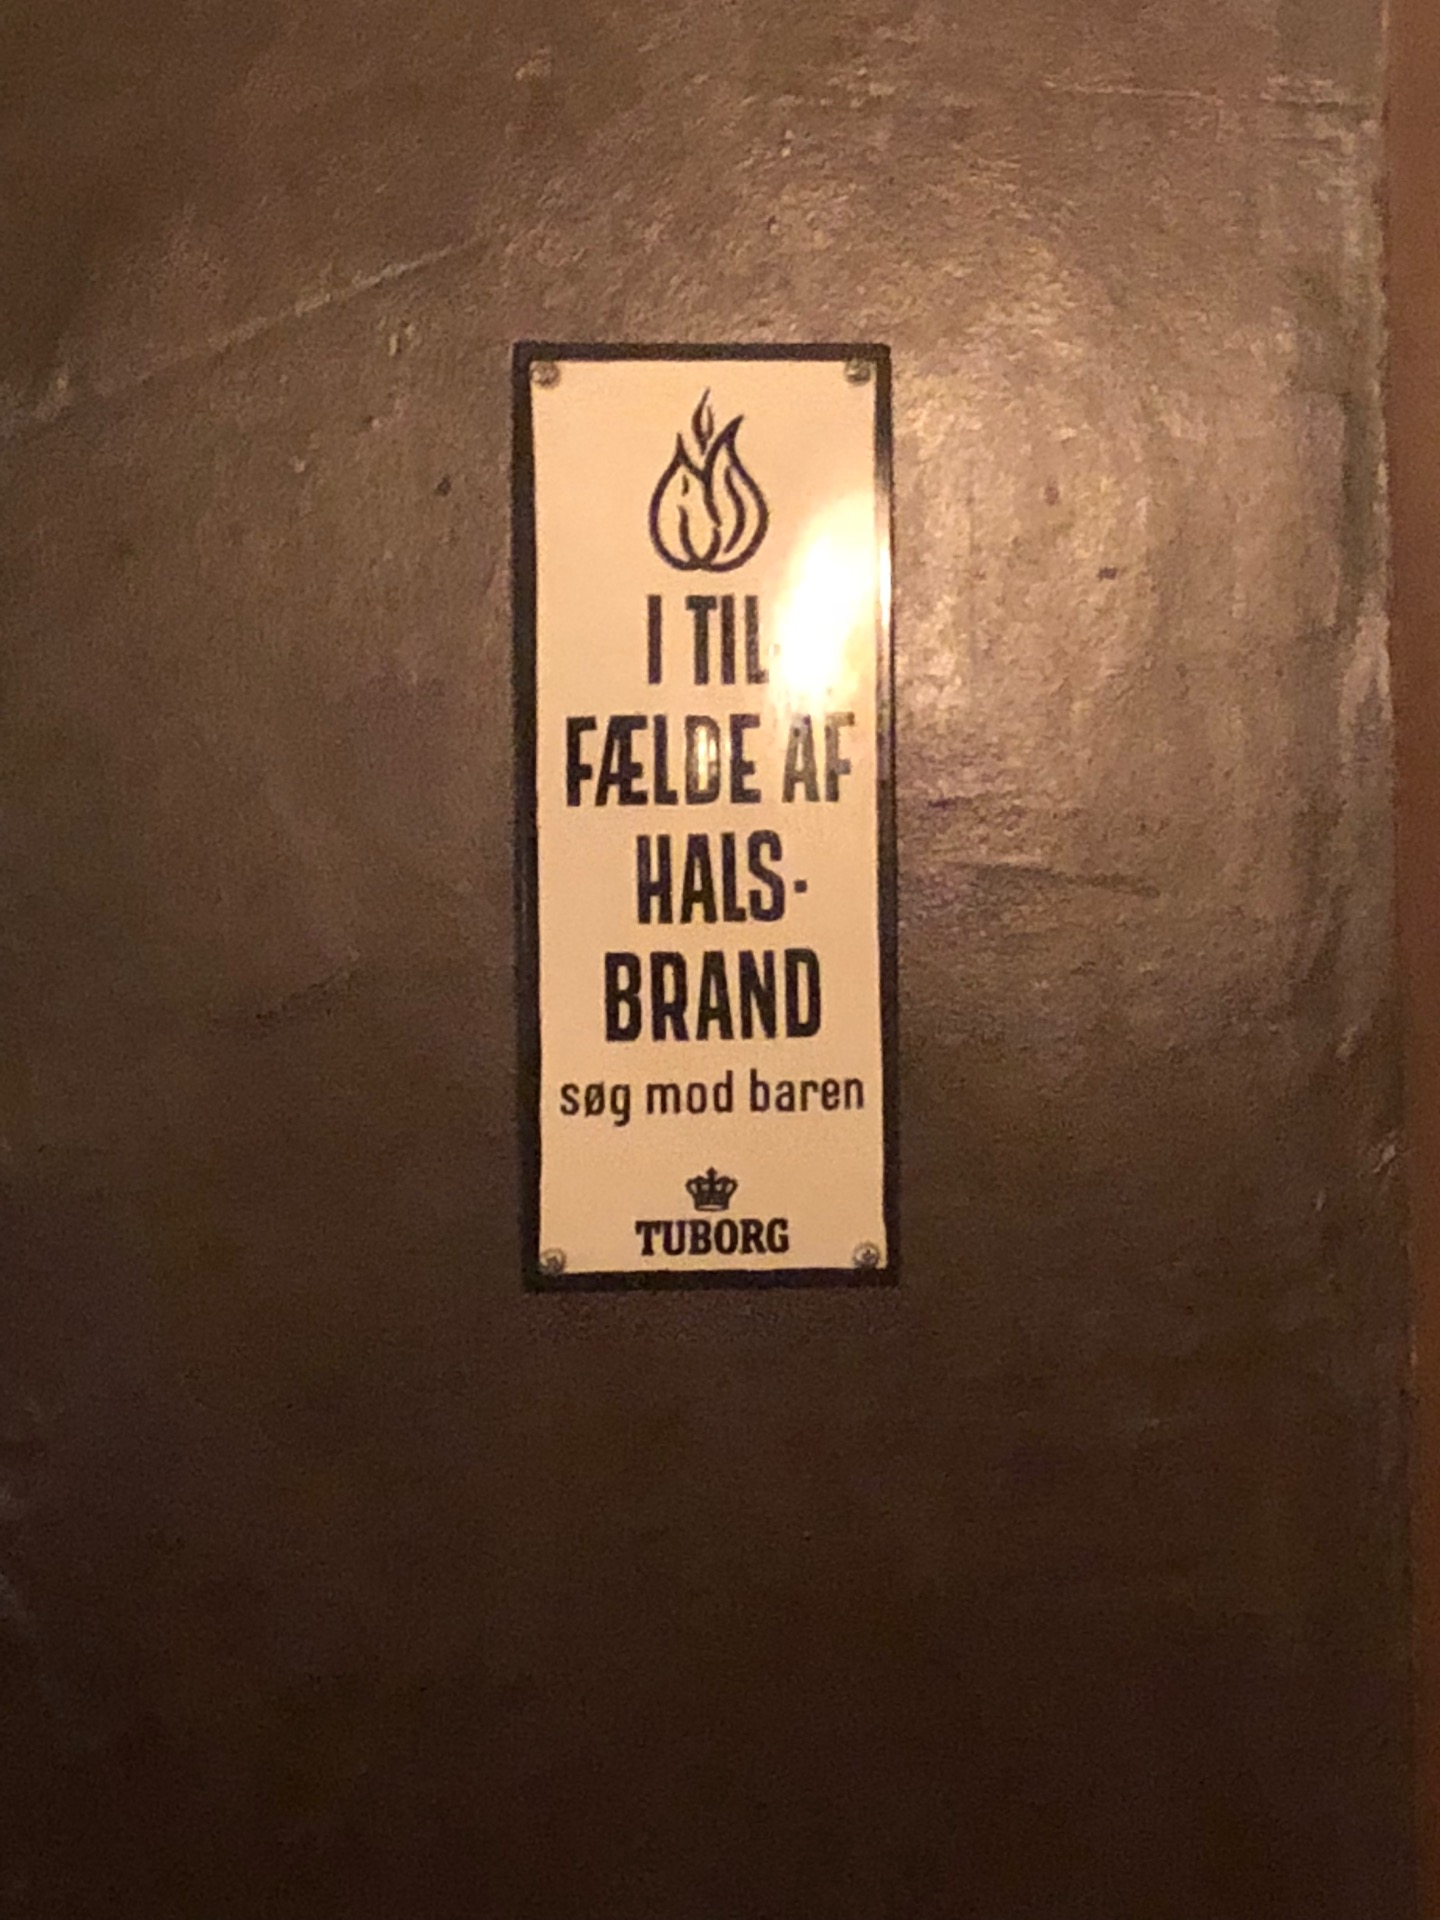 I TIL
FÆLDE AF
HALS-
BRAND
søg mod baren
TUBORG